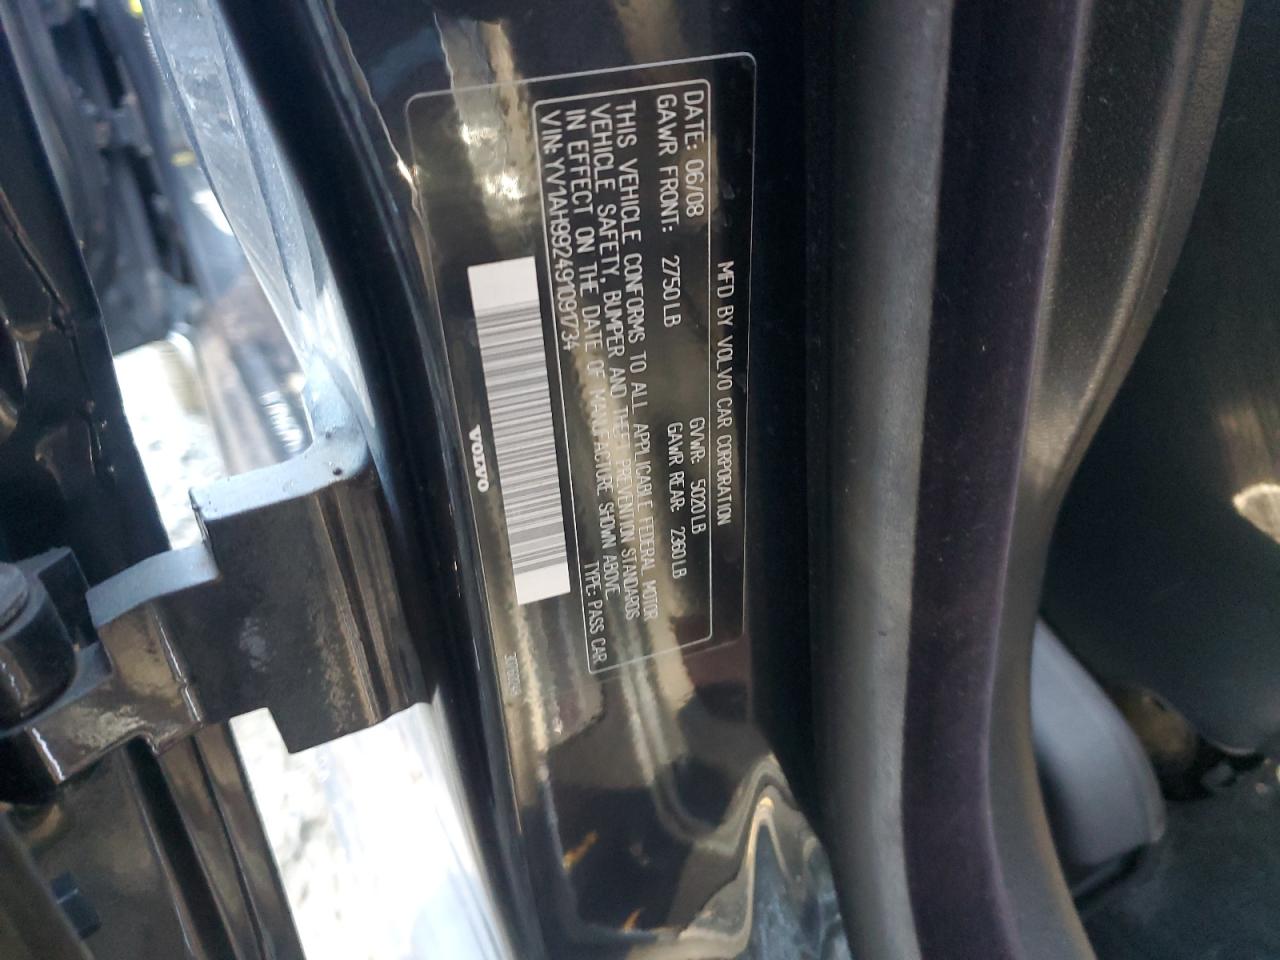 MFD BY VOLVO CAR CORPORATION
DATE: 06/08 GVWR: 5020 LB
GAWR FRONT: 2750 LB GAWR REAR: 2360 LB
THIS VEHICLE CONFORMS TO ALL APPLICABLE FEDERAL MOTOR
VEHICLE SAFETY, BUMPER AND THEFT PREVENTION STANDARDS
IN EFFECT ON THE DATE OF MANUFACTURE SHOWN ABOVE
VIN: YV1AH992491091734 TYPE: PASS CAR
VOLVO